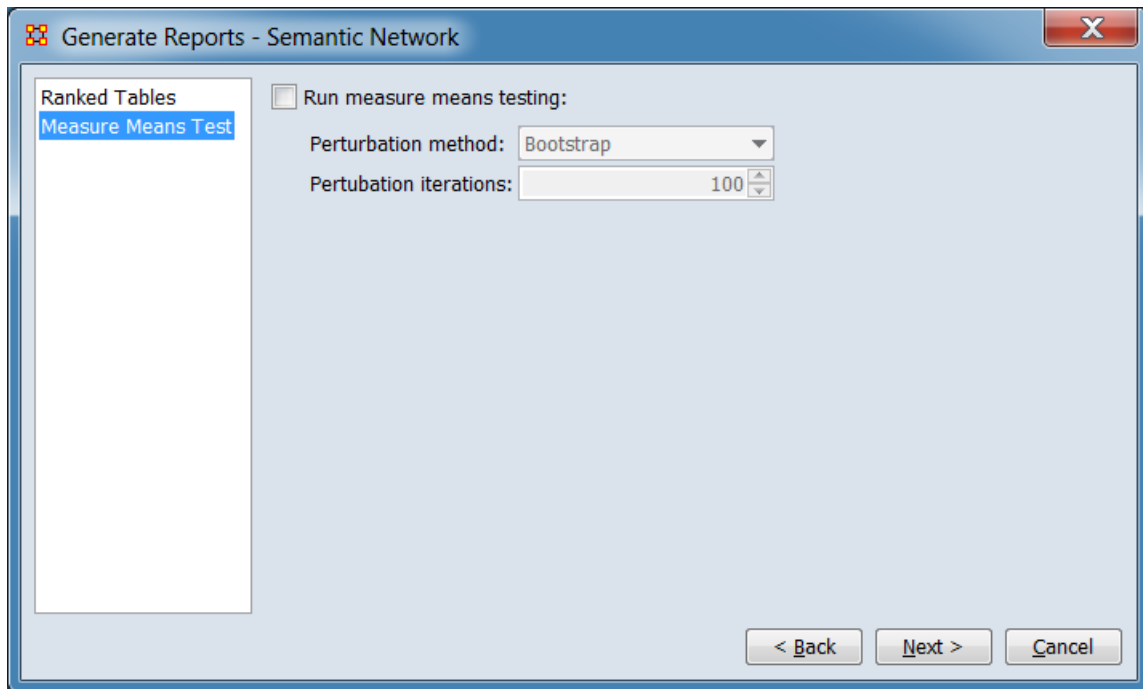 Generate Reports - Semantic Network
X
Ranked Tables
Measure Means Test
Run measure means testing:
Perturbation method: Bootstrap
Pertubation iterations: 100
< Back Next > Cancel